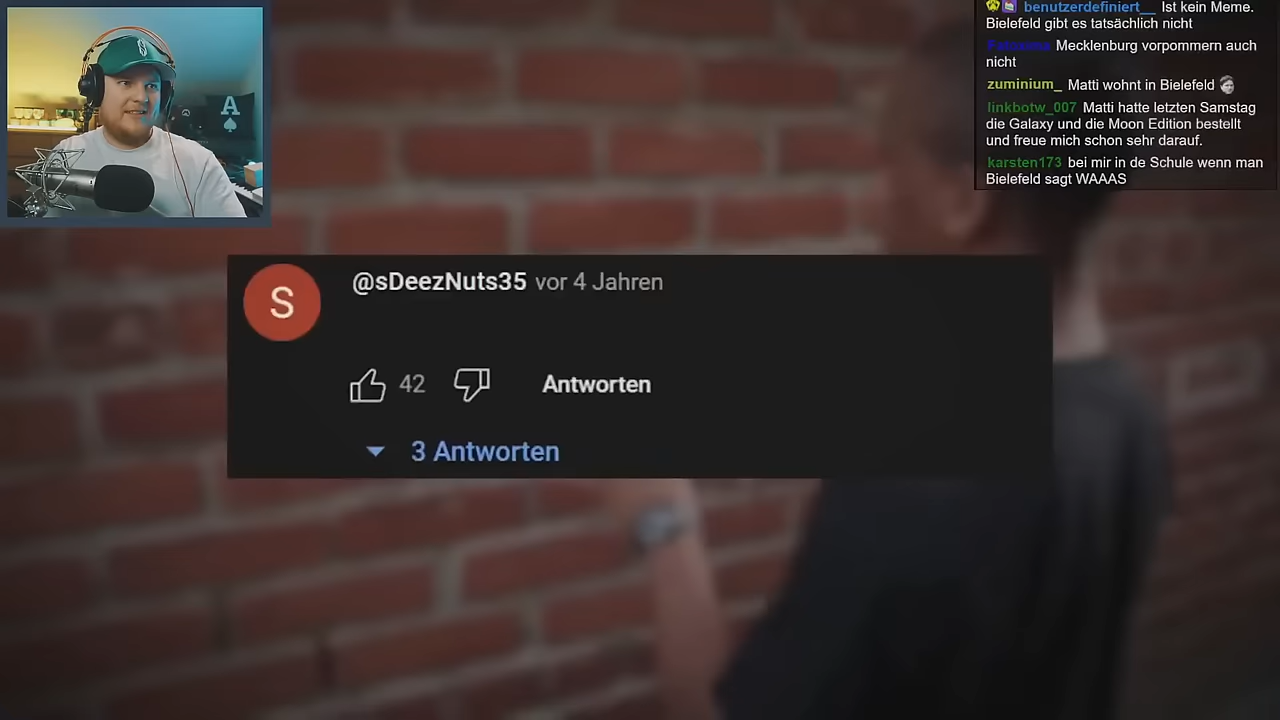 A
benutzerdefiniert__ Ist kein Meme.
Bielefeld gibt es tatsächlich nicht
Mecklenburg vorpommern auch
nicht
zuminium_ Matti wohnt in Bielefeld
linkbotw_007 Matti hatte letzten Samstag
die Galaxy und die Moon Edition bestellt
und freue mich schon sehr darauf.
karsten173 bei mir in de Schule wenn man
Bielefeld sagt WAAAS
S
@sDeezNuts35 vor 4 Jahren
42 Antworten
3 Antworten